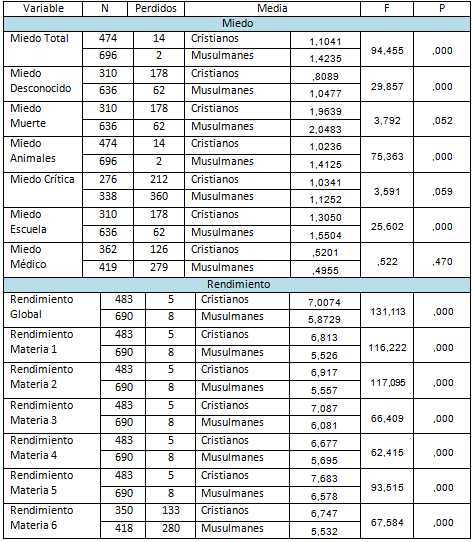 Variable N Perdidos Media F P
Miedo
Miedo Total 474 14 Cristianos 1,1041 94,455 ,000
696 2 Musulmanes 1,4235
Miedo Desconocido 310 178 Cristianos ,8089 29,857 ,000
636 62 Musulmanes 1,0477
Miedo Muerte 310 178 Cristianos 1,9639 3,792 ,052
636 62 Musulmanes 2,0483
Miedo Animales 474 14 Cristianos 1,0236 75,363 ,000
696 2 Musulmanes 1,4125
Miedo Crítica 276 212 Cristianos 1,0341 3,591 ,059
338 360 Musulmanes 1,1252
Miedo Escuela 310 178 Cristianos 1,3050 25,602 ,000
636 62 Musulmanes 1,5504
Miedo Médico 362 126 Cristianos ,5201 ,522 ,470
419 279 Musulmanes ,4955
Rendimiento
Rendimiento Global 483 5 Cristianos 7,0074 131,113 ,000
690 8 Musulmanes 5,8729
Rendimiento Materia 1 483 5 Cristianos 6,813 116,222 ,000
690 8 Musulmanes 5,526
Rendimiento Materia 2 483 5 Cristianos 6,917 117,095 ,000
690 8 Musulmanes 5,557
Rendimiento Materia 3 483 5 Cristianos 7,087 66,409 ,000
690 8 Musulmanes 6,081
Rendimiento Materia 4 483 5 Cristianos 6,677 62,415 ,000
690 8 Musulmanes 5,695
Rendimiento Materia 5 483 5 Cristianos 7,683 93,515 ,000
690 8 Musulmanes 6,578
Rendimiento Materia 6 350 133 Cristianos 6,747 67,584 ,000
418 280 Musulmanes 5,532